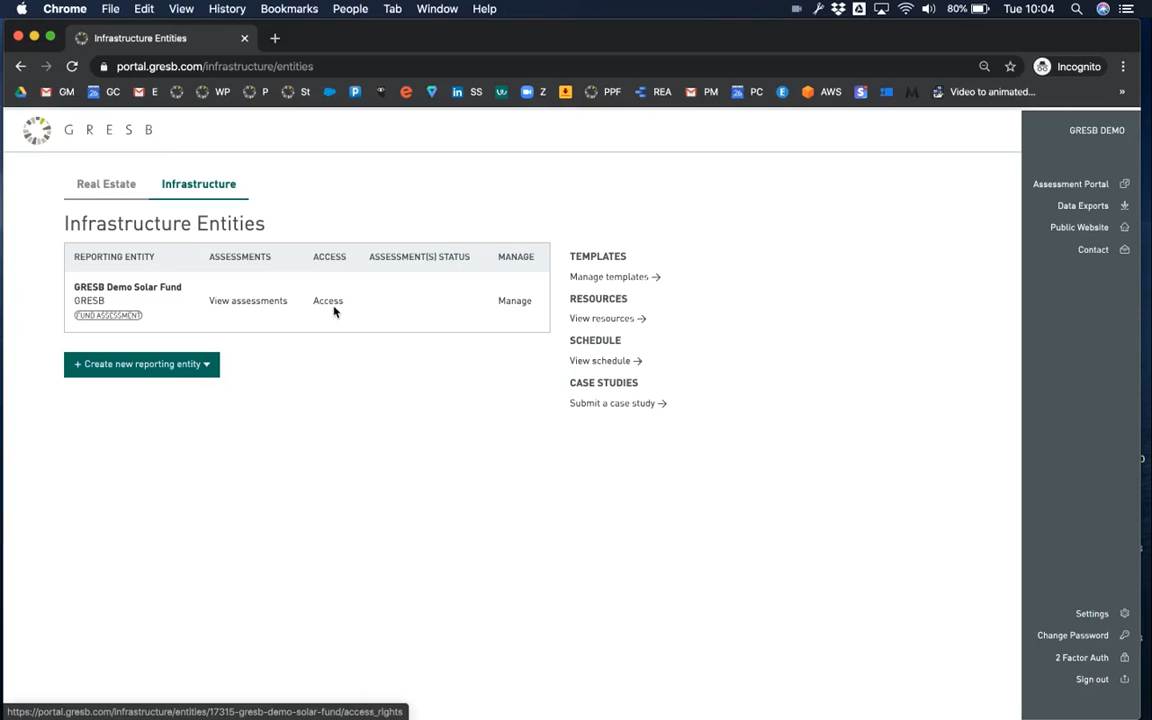 Chrome File Edit View History Bookmarks People Tab Window Help 80% Tue 10:04
Infrastructure Entities
portal.gresb.com/infrastructure/entities Incognito
GM GC E WP P St Z PPF REA PM PC AWS Video to animated... »
in SS
G R E S B
GRESB DEMO
Real Estate Infrastructure
Assessment Portal
Data Exports
Public Website
Contact
Infrastructure Entities
REPORTING ENTITY ASSESSMENTS ACCESS ASSESSMENT(S) STATUS MANAGE
GRESB Demo Solar Fund
GRESB
FUND ASSESSMENT
View assessments Access Manage
+ Create new reporting entity
TEMPLATES
Manage templates →
RESOURCES
View resources →
SCHEDULE
View schedule →
CASE STUDIES
Submit a case study →
Settings
Change Password
2 Factor Auth
Sign out
https://portal.gresb.com/infrastructure/entities/17315-gresb-demo-solar-fund/access_rights